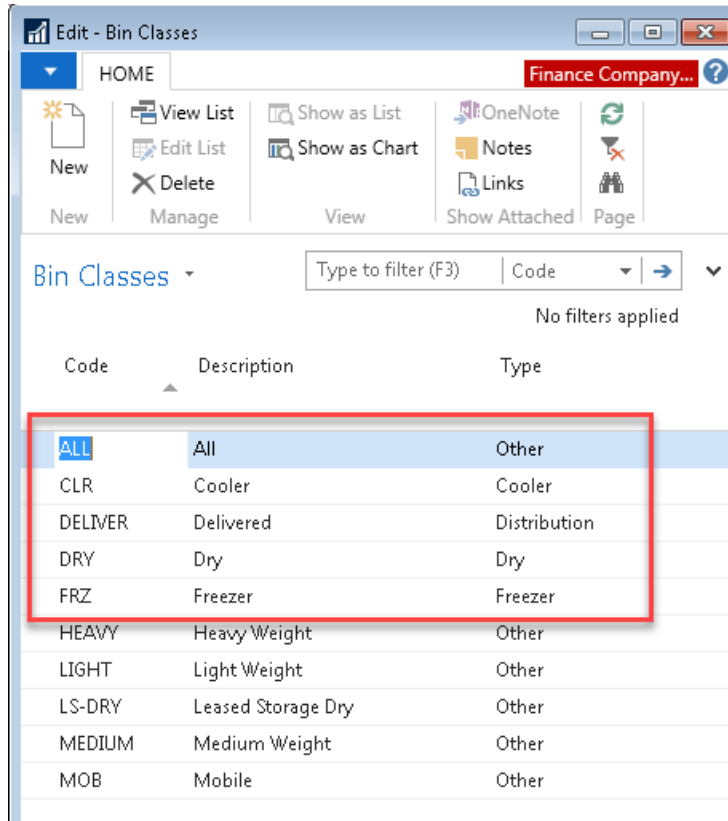 Edit - Bin Classes
HOME
Finance Company...
?
New
View List
Edit List
Delete
Show as List
Show as Chart
OneNote
Notes
Links
New
Manage
View
Show Attached
Page
Bin Classes
Type to filter (F3)
Code
No filters applied
Code Description Type
ALL All Other
CLR Cooler Cooler
DELIVER Delivered Distribution
DRY Dry Dry
FRZ Freezer Freezer
HEAVY Heavy Weight Other
LIGHT Light Weight Other
LS-DRY Leased Storage Dry Other
MEDIUM Medium Weight Other
MOB Mobile Other